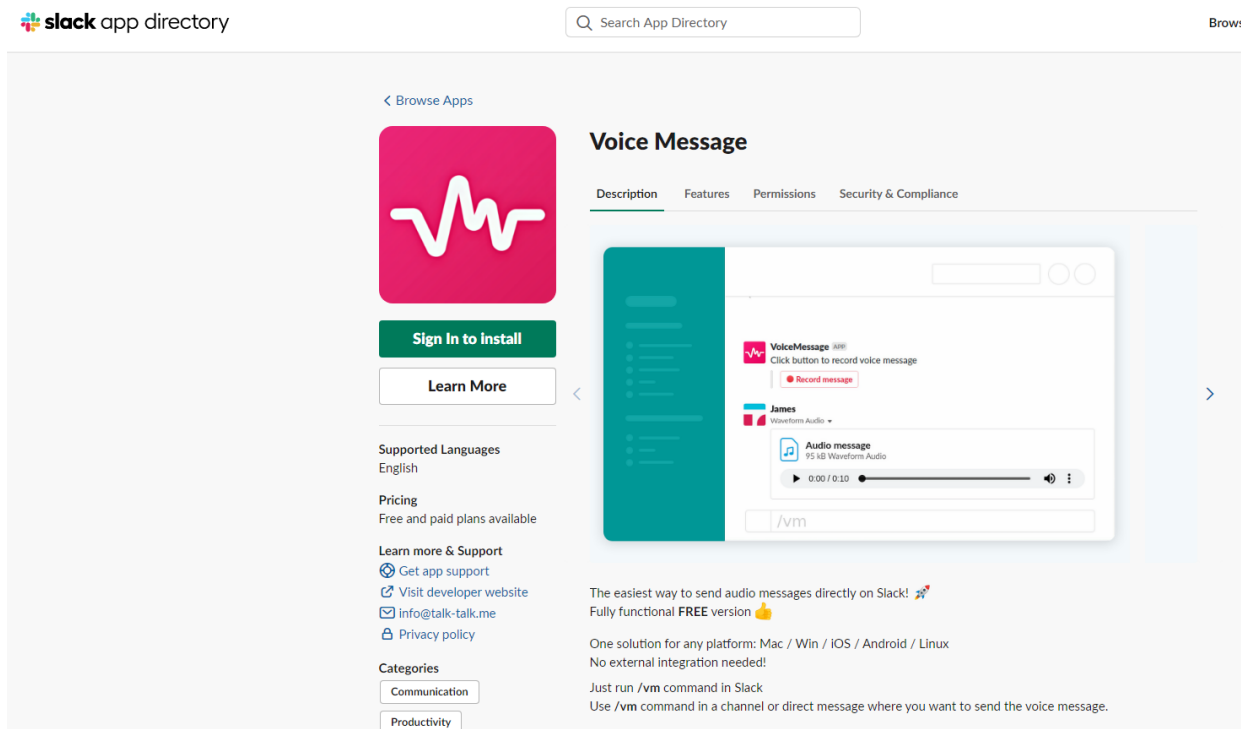 slack app directory
Search App Directory
Brows
Browse Apps
Voice Message
Description Features Permissions Security & Compliance
Sign In to install
Learn More
Supported Languages
English
Pricing
Free and paid plans available
Learn more & Support
Get app support
Visit developer website
info@talk-talk.me
Privacy policy
Categories
Communication
Productivity
VoiceMessage APP
Click button to record voice message
Record message
James
Waveform Audio
Audio message
95 kB Waveform Audio
0:00 / 0:10
/vm
The easiest way to send audio messages directly on Slack! 🚀
Fully functional FREE version 👍
One solution for any platform: Mac / Win / iOS / Android / Linux
No external integration needed!
Just run /vm command in Slack
Use /vm command in a channel or direct message where you want to send the voice message.